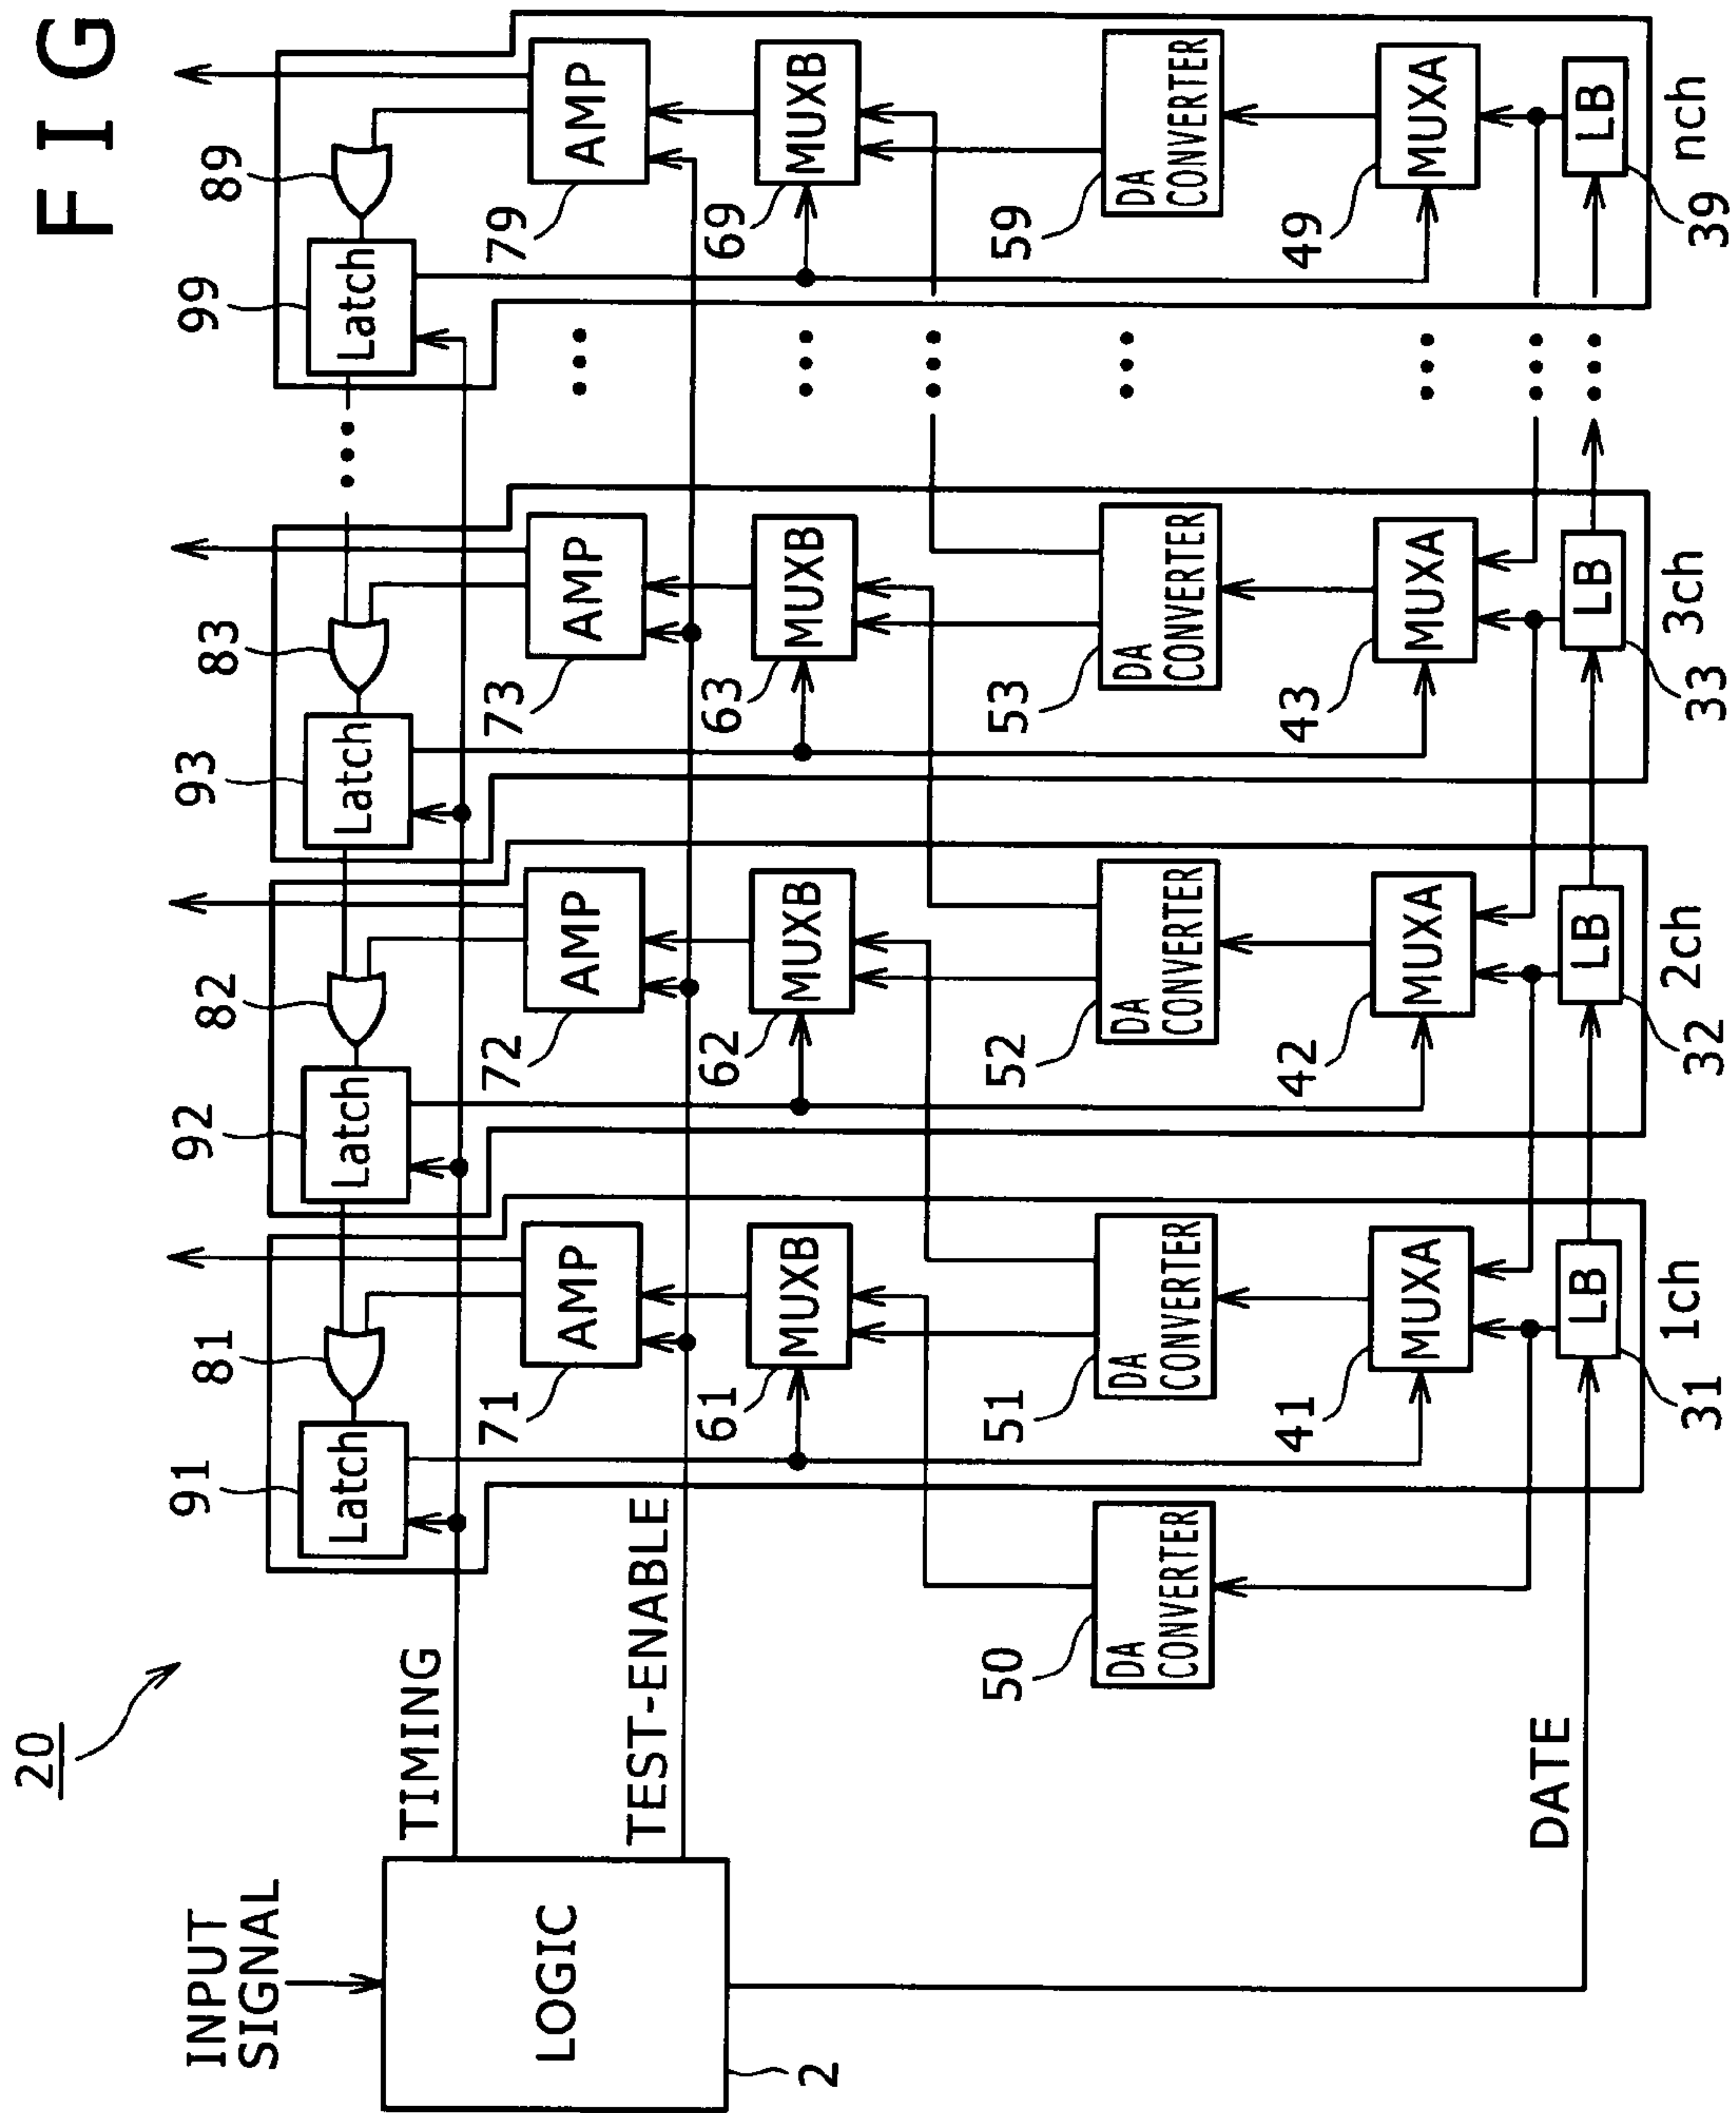 FIG
20
INPUT
SIGNAL
LOGIC
2
TIMING
TEST-ENABLE
DATE
91
Latch
81
92
Latch
82
93
Latch
83
99
Latch
89
71
AMP
72
AMP
73
AMP
79
AMP
61
MUXB
62
MUXB
63
MUXB
69
MUXB
50
DA
CONVERTER
51
DA
CONVERTER
52
DA
CONVERTER
53
DA
CONVERTER
59
DA
CONVERTER
41
MUXA
42
MUXA
43
MUXA
49
MUXA
LB
31
LB
32
LB
33
LB
39
1ch
2ch
3ch
nch